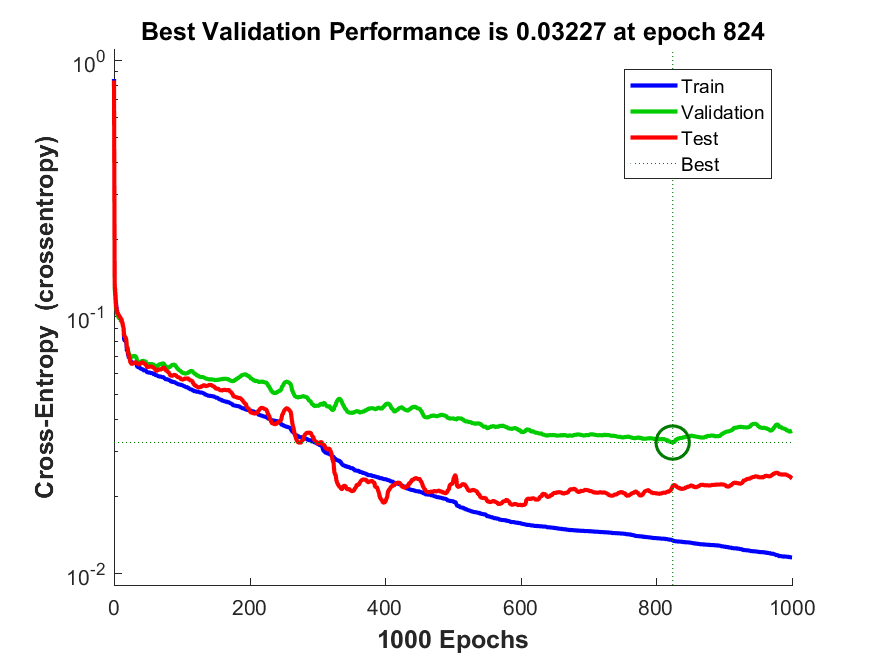 Best Validation Performance is 0.03227 at epoch 824
Cross-Entropy (crossentropy)
10^0
10^-1
10^-2
Train
Validation
Test
Best
0 200 400 600 800 1000
1000 Epochs